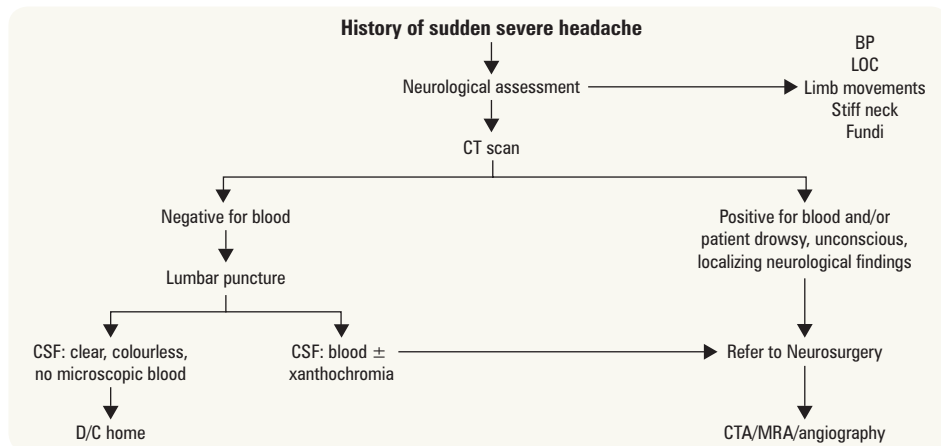 History of sudden severe headache
Neurological assessment
BP
LOC
Limb movements
Stiff neck
Fundi
CT scan
Negative for blood
Lumbar puncture
Positive for blood and/or
patient drowsy, unconscious,
localizing neurological findings
CSF: clear, colourless,
no microscopic blood
CSF: blood ±
xanthochromia
Refer to Neurosurgery
D/C home
CTA/MRA/angiography